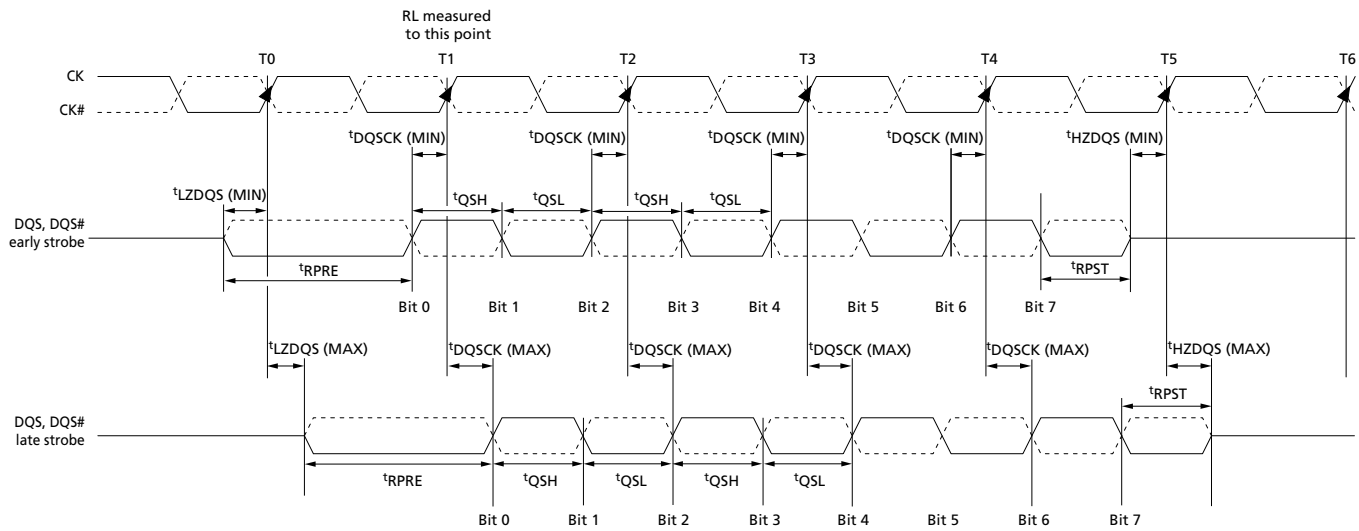 RL measured
to this point
T0 T1 T2 T3 T4 T5 T6
CK
CK#
tDQSCK (MIN) tDQSCK (MIN) tDQSCK (MIN) tDQSCK (MIN) tHZDQS (MIN)
tLZDQS (MIN) tQSH tQSL tQSH tQSL
DQS, DQS#
early strobe
tRPRE tRPST
Bit 0 Bit 1 Bit 2 Bit 3 Bit 4 Bit 5 Bit 6 Bit 7
tLZDQS (MAX) tDQSCK (MAX) tDQSCK (MAX) tDQSCK (MAX) tDQSCK (MAX) tHZDQS (MAX)
tRPST
DQS, DQS#
late strobe
tRPRE tQSH tQSL tQSH tQSL
Bit 0 Bit 1 Bit 2 Bit 3 Bit 4 Bit 5 Bit 6 Bit 7